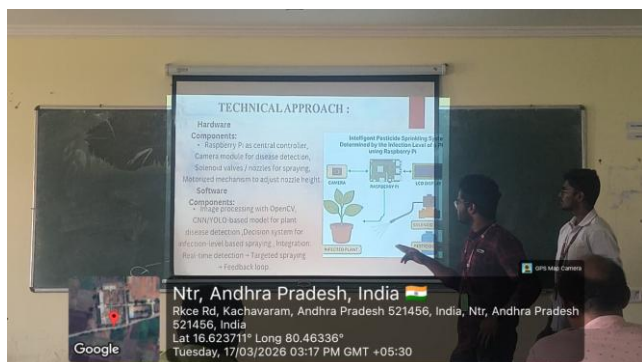 TECHNICAL APPROACH :
Hardware
Components:
• Raspberry Pi as central controller,
Camera module for disease detection,
Solenoid valves / nozzles for spraying,
Motorized mechanism to adjust nozzle height.
Software
Components:
• Image processing with OpenCV,
CNN/YOLO-based model for plant
disease detection ,Decision system for
infection-level based spraying , Integration:
Real-time detection → Targeted spraying
→ Feedback loop
Intelligent Pesticide Sprinkling
Determined by the Infection Level of a
using Raspberry Pi
CAMERA
RASPBERRY PI
LCD DISPLAY
INFECTED PLANT
GPS Map Camera
Ntr, Andhra Pradesh, India 🇮🇳
Rkce Rd, Kachavaram, Andhra Pradesh 521456, India, Ntr, Andhra Pradesh
521456, India
Lat 16.623711° Long 80.46336°
Tuesday, 17/03/2026 03:17 PM GMT +05:30
Google